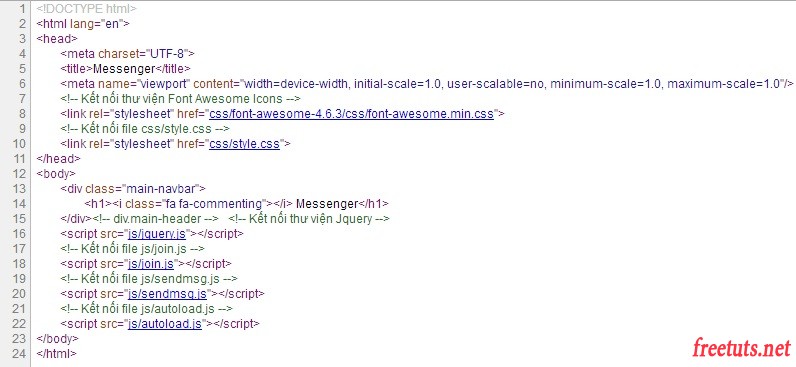 1 <!DOCTYPE html>
2 <html lang="en">
3 <head>
4 <meta charset="UTF-8">
5 <title>Messenger</title>
6 <meta name="viewport" content="width=device-width, initial-scale=1.0, user-scalable=no, minimum-scale=1.0, maximum-scale=1.0"/>
7 <!-- Kết nối thư viện Font Awesome Icons -->
8 <link rel="stylesheet" href="css/font-awesome-4.6.3/css/font-awesome.min.css">
9 <!-- Kết nối file css/style.css -->
10 <link rel="stylesheet" href="css/style.css">
11 </head>
12 <body>
13 <div class="main-navbar">
14 <h1><i class="fa fa-commenting"></i> Messenger</h1>
15 </div><!-- div.main-header --> <!-- Kết nối thư viện Jquery -->
16 <script src="js/jquery.js"></script>
17 <!-- Kết nối file js/join.js -->
18 <script src="js/join.js"></script>
19 <!-- Kết nối file js/sendmsg.js -->
20 <script src="js/sendmsg.js"></script>
21 <!-- Kết nối file js/autoload.js -->
22 <script src="js/autoload.js"></script>
23 </body>
24 </html>
freetuts.net